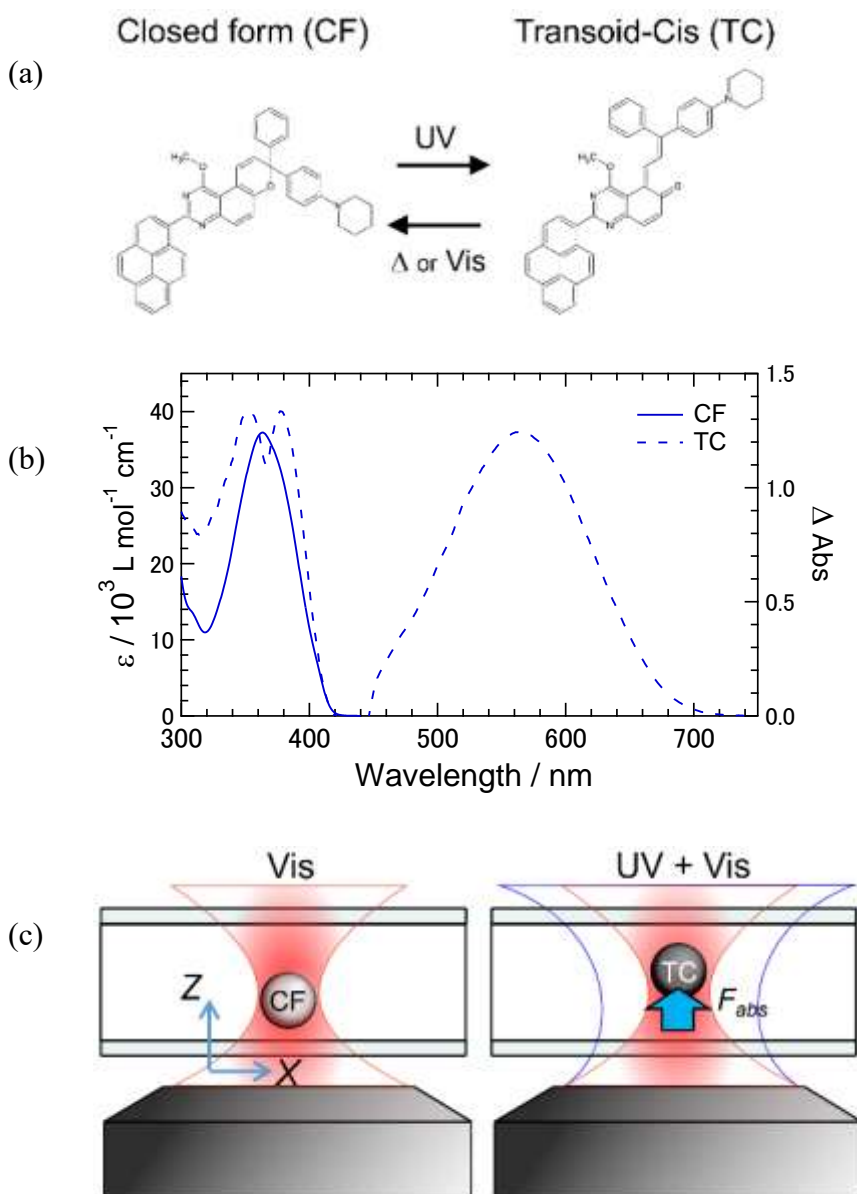 (a)
Closed form (CF)
Transoid-Cis (TC)
UV
Δ or Vis
H₃C
O
N
N
O
N
H₃C
O
N
N
O
N
(b)
ε / 10³ L mol⁻¹ cm⁻¹
40
30
20
10
0
CF
TC
1.5
1.0
0.5
0.0
Δ Abs
300 400 500 600 700
Wavelength / nm
(c)
Vis
UV + Vis
CF
TC
Z
X
F_abs